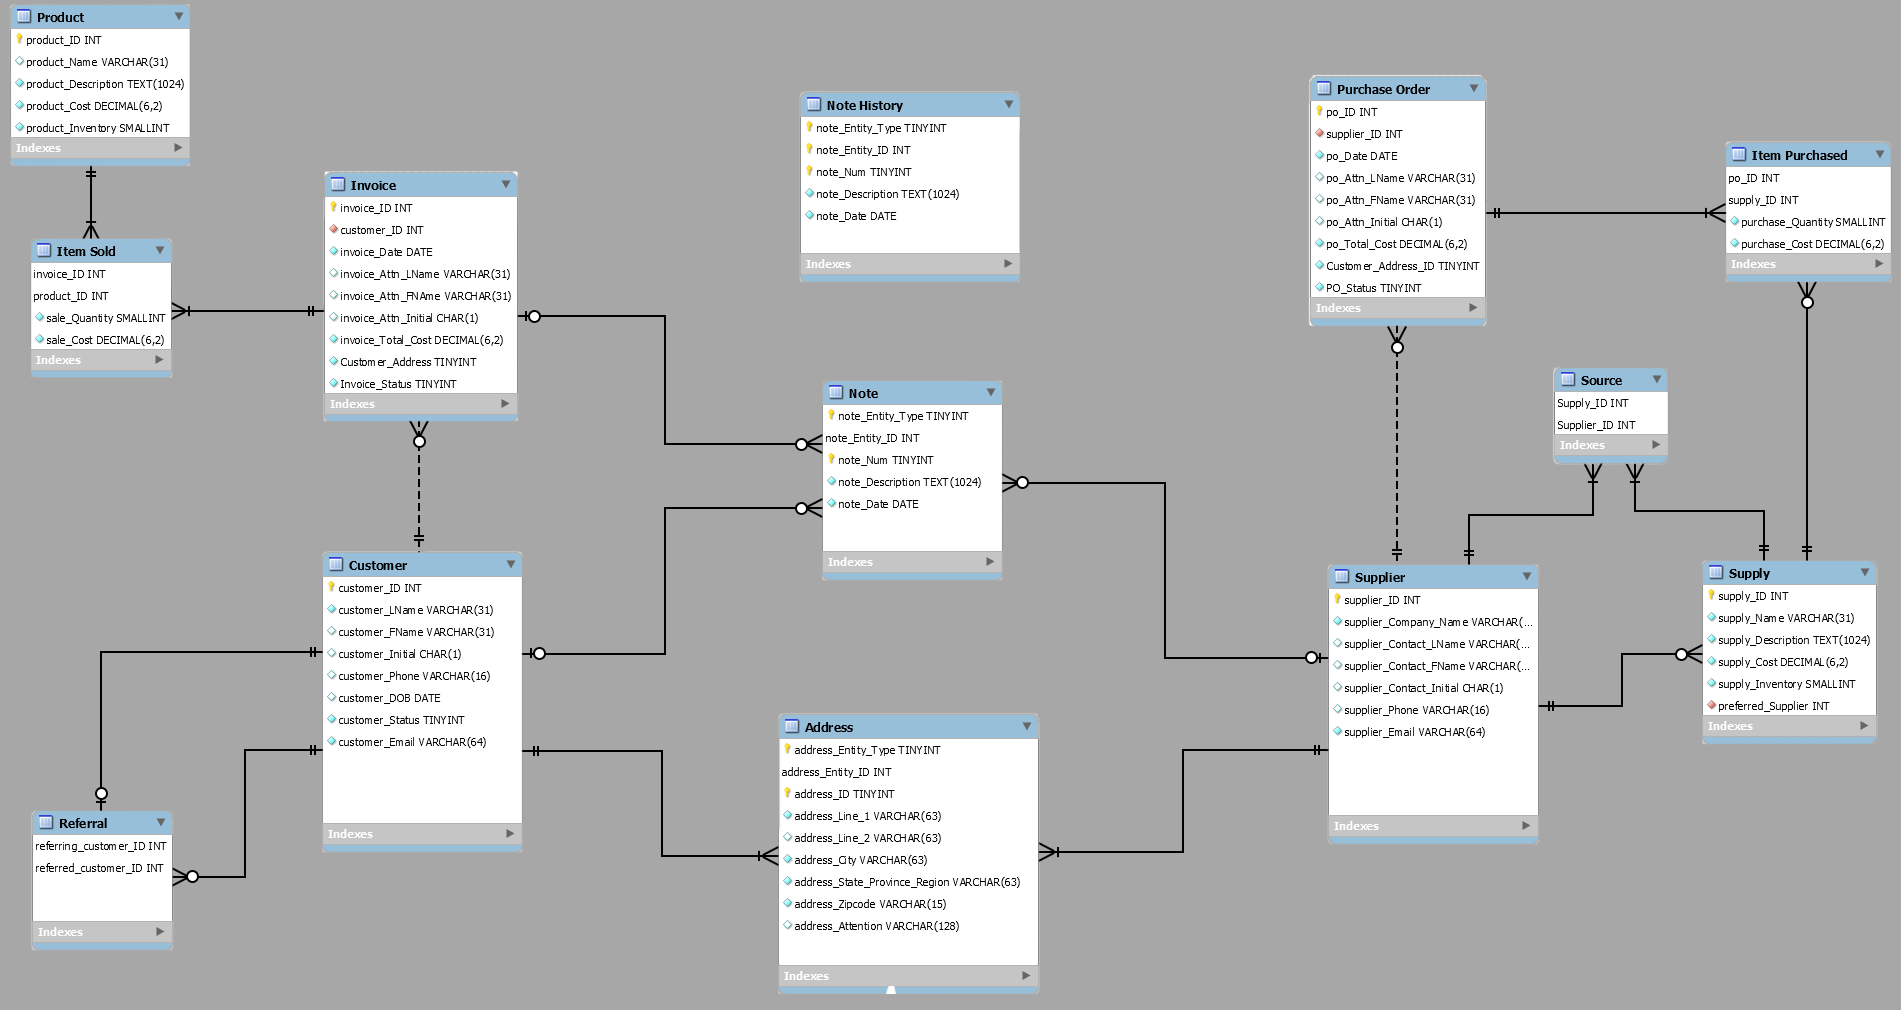 Product
product_ID INT
product_Name VARCHAR(31)
product_Description TEXT(1024)
product_Cost DECIMAL(6,2)
product_Inventory SMALLINT
Indexes
Item Sold
invoice_ID INT
product_ID INT
sale_Quantity SMALLINT
sale_Cost DECIMAL(6,2)
Indexes
Invoice
invoice_ID INT
customer_ID INT
invoice_Date DATE
invoice_Attn_LName VARCHAR(31)
invoice_Attn_FNAme VARCHAR(31)
invoice_Attn_Initial CHAR(1)
invoice_Total_Cost DECIMAL(6,2)
Customer_Address TINYINT
Invoice_Status TINYINT
Indexes
Customer
customer_ID INT
customer_LName VARCHAR(31)
customer_FName VARCHAR(31)
customer_Initial CHAR(1)
customer_Phone VARCHAR(16)
customer_DOB DATE
customer_Status TINYINT
customer_Email VARCHAR(64)
Indexes
Referral
referring_customer_ID INT
referred_customer_ID INT
Indexes
Note History
note_Entity_Type TINYINT
note_Entity_ID INT
note_Num TINYINT
note_Description TEXT(1024)
note_Date DATE
Indexes
Note
note_Entity_Type TINYINT
note_Entity_ID INT
note_Num TINYINT
note_Description TEXT(1024)
note_Date DATE
Indexes
Address
address_Entity_Type TINYINT
address_Entity_ID INT
address_ID TINYINT
address_Line_1 VARCHAR(63)
address_Line_2 VARCHAR(63)
address_City VARCHAR(63)
address_State_Province_Region VARCHAR(63)
address_Zipcode VARCHAR(15)
address_Attention VARCHAR(128)
Indexes
Purchase Order
po_ID INT
supplier_ID INT
po_Date DATE
po_Attn_LName VARCHAR(31)
po_Attn_FName VARCHAR(31)
po_Attn_Initial CHAR(1)
po_Total_Cost DECIMAL(6,2)
Customer_Address_ID TINYINT
PO_Status TINYINT
Indexes
Item Purchased
po_ID INT
supply_ID INT
purchase_Quantity SMALLINT
purchase_Cost DECIMAL(6,2)
Indexes
Source
Supply_ID INT
Supplier_ID INT
Indexes
Supplier
supplier_ID INT
supplier_Company_Name VARCHAR(...
supplier_Contact_LName VARCHAR(...
supplier_Contact_FName VARCHAR(...
supplier_Contact_Initial CHAR(1)
supplier_Phone VARCHAR(16)
supplier_Email VARCHAR(64)
Indexes
Supply
supply_ID INT
supply_Name VARCHAR(31)
supply_Description TEXT(1024)
supply_Cost DECIMAL(6,2)
supply_Inventory SMALLINT
preferred_Supplier INT
Indexes